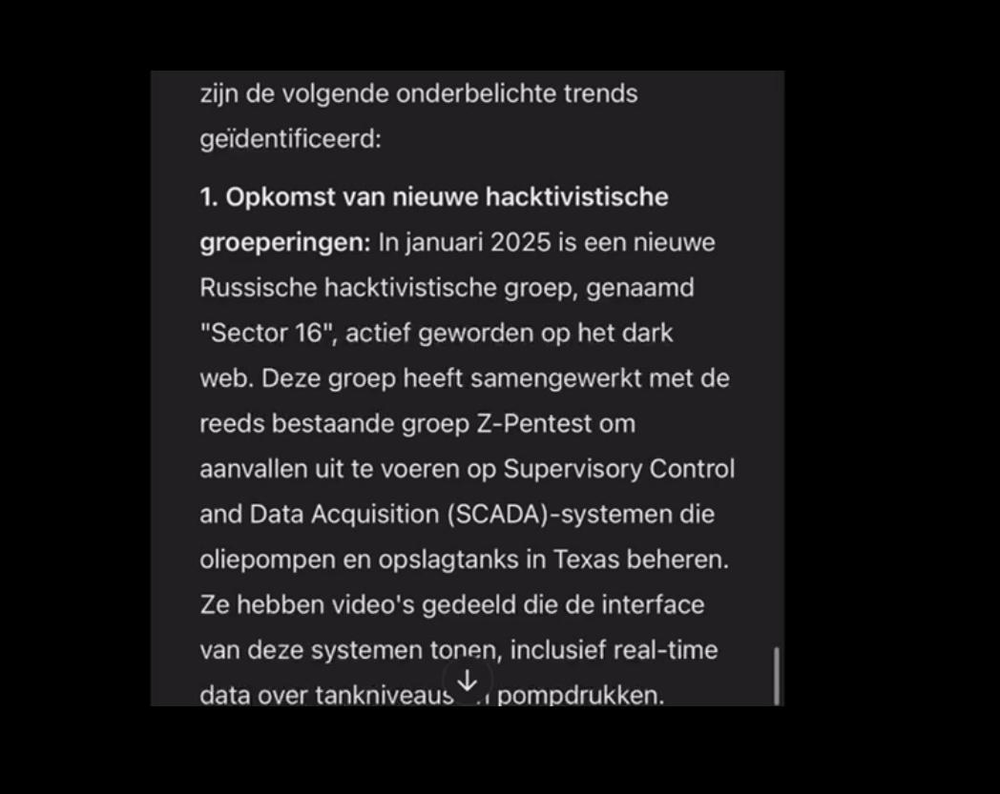 zijn de volgende onderbelichte trends
geïdentificeerd:
1. Opkomst van nieuwe hacktivistische
groeperingen: In januari 2025 is een nieuwe
Russische hacktivistische groep, genaamd
"Sector 16", actief geworden op het dark
web. Deze groep heeft samengewerkt met de
reeds bestaande groep Z-Pentest om
aanvallen uit te voeren op Supervisory Control
and Data Acquisition (SCADA)-systemen die
oliepompen en opslagtanks in Texas beheren.
Ze hebben video's gedeeld die de interface
van deze systemen tonen, inclusief real-time
data over tankniveaus pompdrukken.